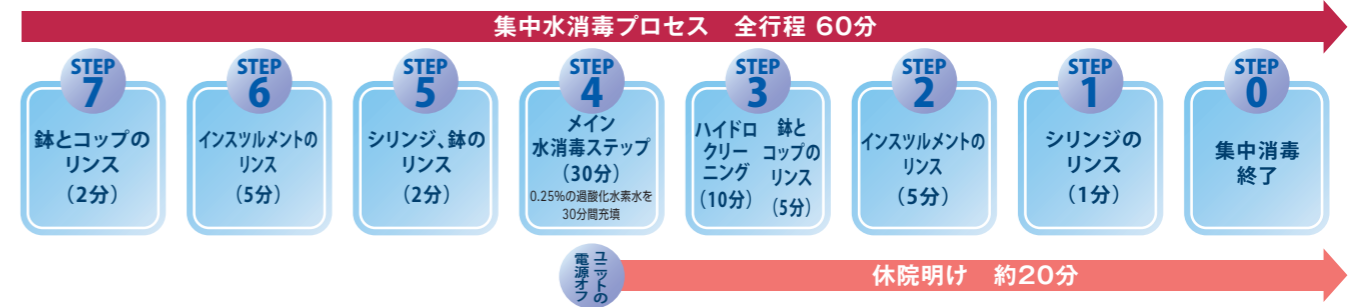 集中水消毒プロセス　全行程 60分
STEP
7
鉢とコップの
リンス
（2分）
STEP
6
インスツルメントの
リンス
（5分）
STEP
5
シリンジ、鉢の
リンス
（2分）
STEP
4
メイン
水消毒ステップ
（30分）
0.25%の過酸化水素水を
30分間充填
STEP
3
ハイドロ
クリー
ニング
（10分）
鉢と
コップの
リンス
（5分）
STEP
2
インスツルメントの
リンス
（5分）
STEP
1
シリンジの
リンス
（1分）
STEP
0
集中消毒
終了
ユニットの
電源オフ
休院明け　約20分